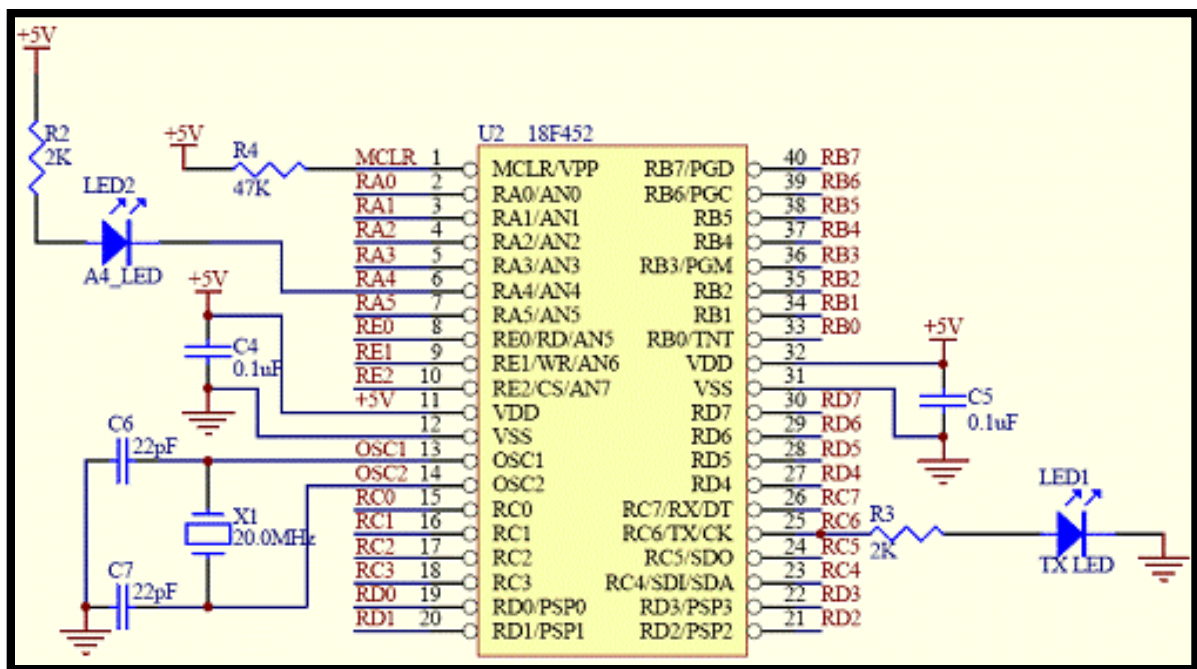 +5V
R2
2K
LED2
A4_LED
+5V
R4
47K
U2 18F452
MCLR 1 MCLR/VPP
RA0 2 RA0/AN0
RA1 3 RA1/AN1
RA2 4 RA2/AN2
RA3 5 RA3/AN3
RA4 6 RA4/AN4
RA5 7 RA5/AN5
RE0 8 RE0/RD/AN5
RE1 9 RE1/WR/AN6
RE2 10 RE2/CS/AN7
+5V 11 VDD
12 VSS
OSC1 13 OSC1
OSC2 14 OSC2
RC0 15 RC0
RC1 16 RC1
RC2 17 RC2
RC3 18 RC3
RD0 19 RD0/PSP0
RD1 20 RD1/PSP1
RB7/PGD 40 RB7
RB6/PGC 39 RB6
RB5 38 RB5
RB4 37 RB4
RB3/PGM 36 RB3
RB2 35 RB2
RB1 34 RB1
RB0/TNT 33 RB0
VDD 32
VSS 31
RD7 30 RD7
RD6 29 RD6
RD5 28 RD5
RD4 27 RD4
RC7/RX/DT 26 RC7
RC6/TX/CK 25 RC6
RC5/SDO 24 RC5
RC4/SDI/SDA 23 RC4
RD3/PSP3 22 RD3
RD2/PSP2 21 RD2
+5V
C4
0.1uF
C6
22pF
X1
20.0MHz
C7
22pF
+5V
C5
0.1uF
R3
2K
LED1
TX LED